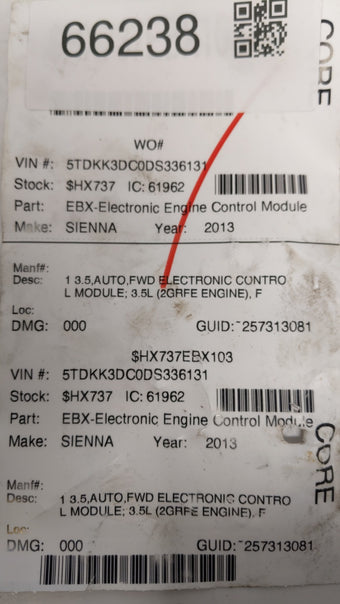 66238
CORE
WO#
VIN #: 5TDKK3DC0DS336131
Stock: $HX737 IC: 61962
Part: EBX-Electronic Engine Control Module
Make: SIENNA Year: 2013
Manf#:
Desc: 1 3.5,AUTO,FWD ELECTRONIC CONTRO
L MODULE; 3.5L (2GRFE ENGINE), F
Loc:
DMG: 000 GUID:-257313081
$HX737EBX103
VIN #: 5TDKK3DC0DS336131
Stock: $HX737 IC: 61962
Part: EBX-Electronic Engine Control Module
Make: SIENNA Year: 2013
CORE
Manf#:
Desc: 1 3.5,AUTO,FWD ELECTRONIC CONTRO
L MODULE; 3.5L (2GRFE ENGINE), F
Loc:
DMG: 000 GUID:-257313081